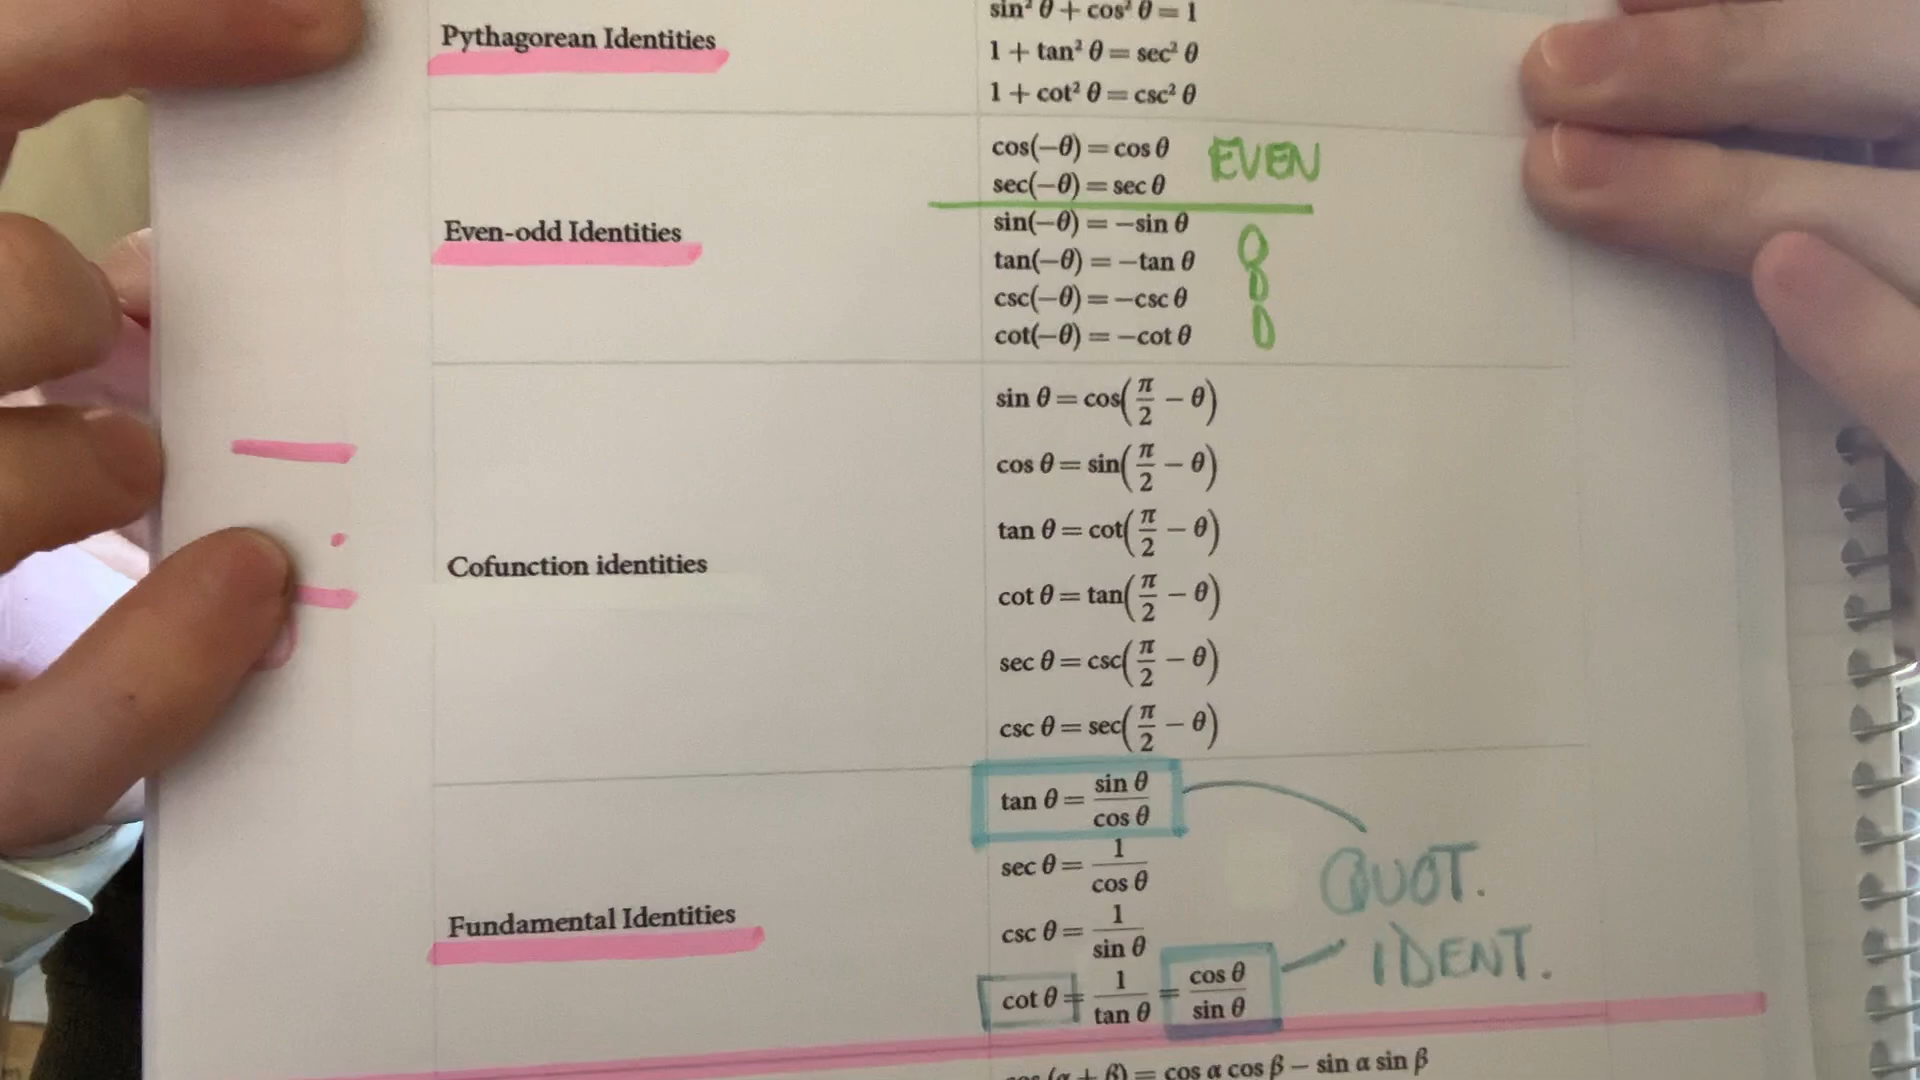 sin² θ + cos² θ = 1
Pythagorean Identities
1 + tan² θ = sec² θ
1 + cot² θ = csc² θ
cos(−θ) = cos θ
EVEN
sec(−θ) = sec θ
Even-odd Identities
sin(−θ) = −sin θ
tan(−θ) = −tan θ
csc(−θ) = −csc θ
cot(−θ) = −cot θ
ODD
Cofunction identities
sin θ = cos(π/2 − θ)
cos θ = sin(π/2 − θ)
tan θ = cot(π/2 − θ)
cot θ = tan(π/2 − θ)
sec θ = csc(π/2 − θ)
csc θ = sec(π/2 − θ)
Fundamental Identities
tan θ = sin θ/cos θ
sec θ = 1/cos θ
csc θ = 1/sin θ
cot θ = 1/tan θ = cos θ/sin θ
QUOT.
IDENT.
cos (α + β) = cos α cos β − sin α sin β